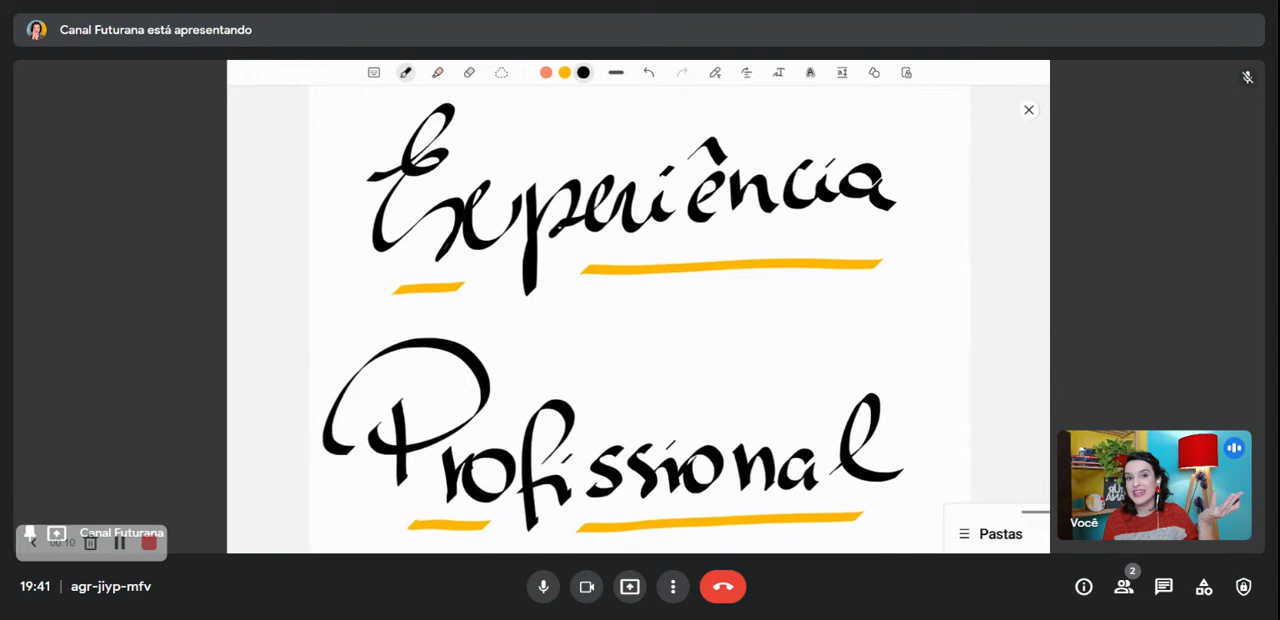 Canal Futurana está apresentando
Experiência
Profissional
Pastas
Você
Canal Futurana
00:10
19:41 | agr-jiyp-mfv
2